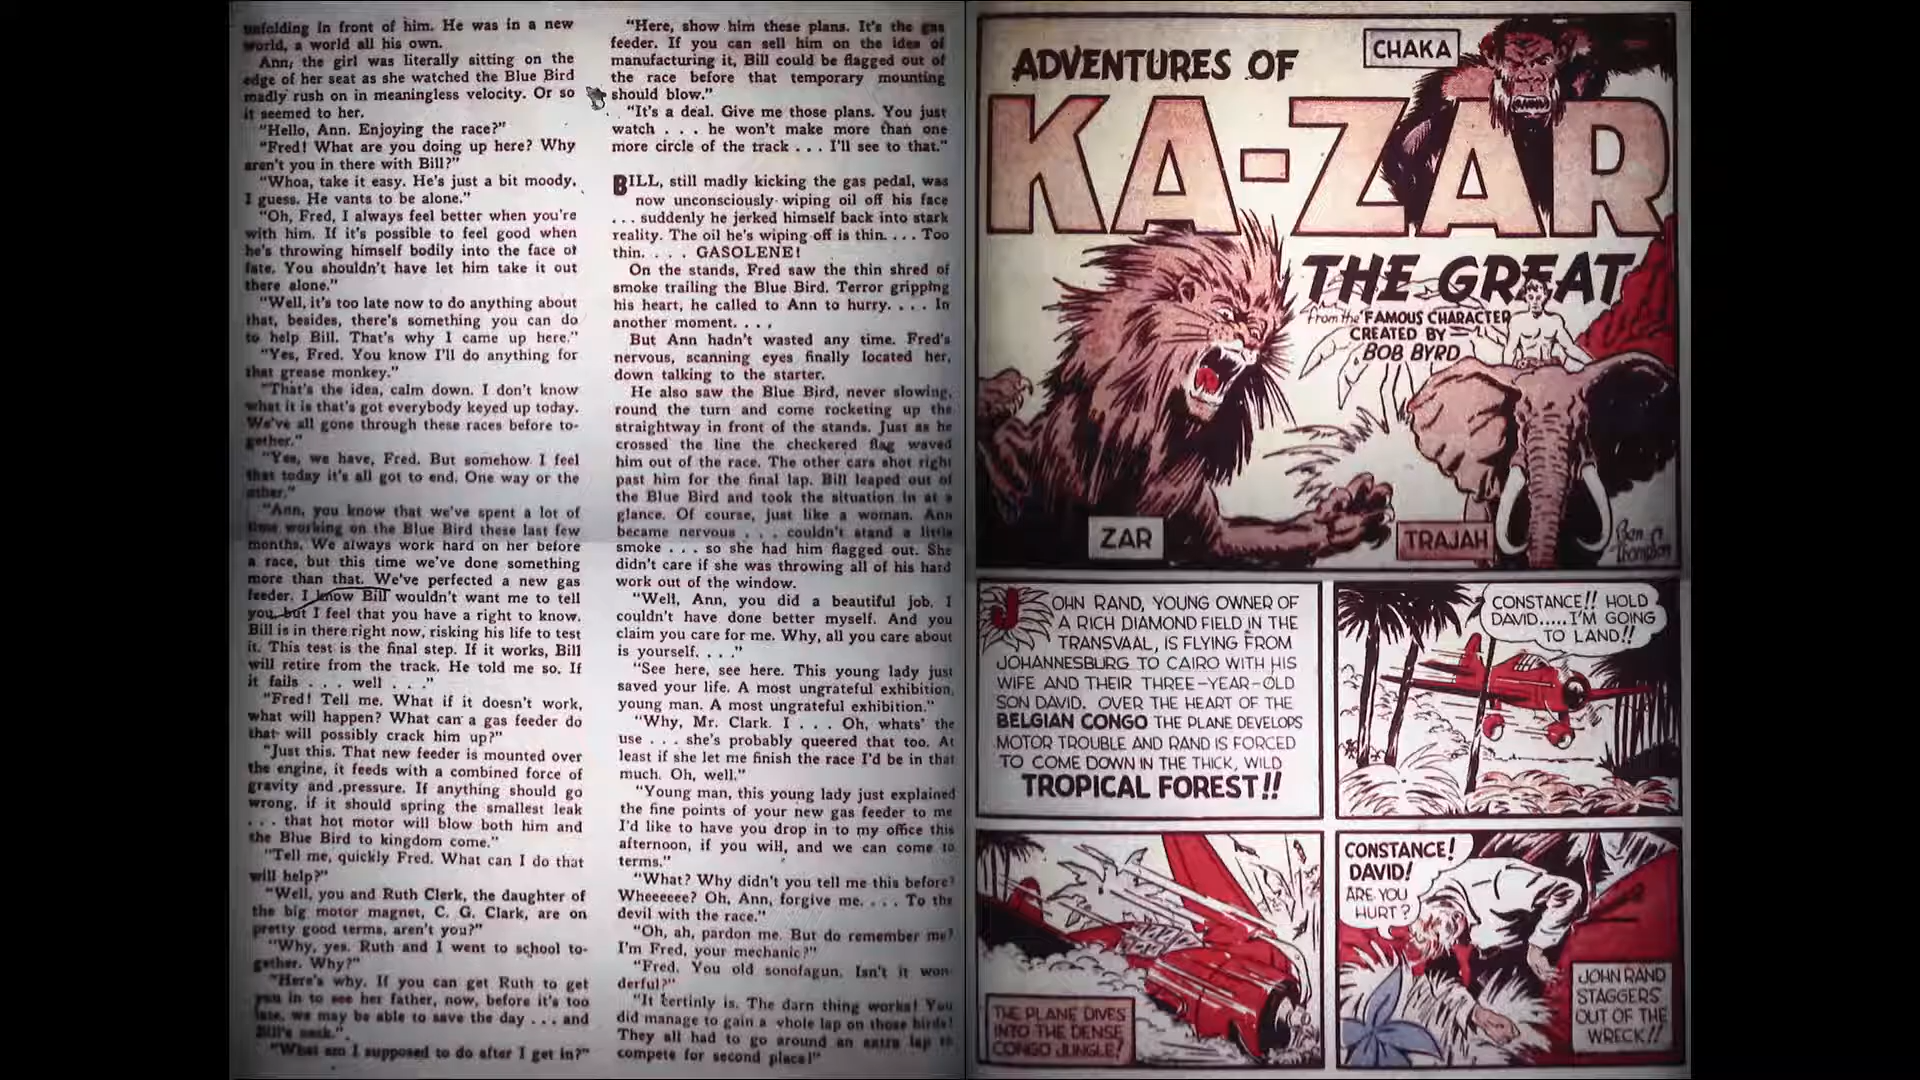 unfolding in front of him. He was in a new
world, a world all his own.
Ann, the girl was literally sitting on the
edge of her seat as she watched the Blue Bird
madly rush on in meaningless velocity. Or so
it seemed to her.
"Hello, Ann. Enjoying the race?"
"Fred! What are you doing up here? Why
aren't you in there with Bill?"
"Whoa, take it easy. He's just a bit moody,
I guess. He vants to be alone."
"Oh, Fred, I always feel better when you're
with him. If it's possible to feel good when
he's throwing himself bodily into the face of
fate. You shouldn't have let him take it out
there alone."
"Well, it's too late now to do anything about
that, besides, there's something you can do
to help Bill. That's why I came up here."
"Yes, Fred. You know I'll do anything for
that grease monkey."
"That's the idea, calm down. I don't know
what it is that's got everybody keyed up today.
We've all gone through these races before to-
gether."
"Yes, we have, Fred. But somehow I feel
that today it's all got to end. One way or the
other."
"Ann, you know that we've spent a lot of
time working on the Blue Bird these last few
months. We always work hard on her before
a race, but this time we've done something
more than that. We've perfected a new gas
feeder. I know Bill wouldn't want me to tell
you, but I feel that you have a right to know.
Bill is in there right now, risking his life to test
it. This test is the final step. If it works, Bill
will retire from the track. He told me so. If
it fails . . . well . . ."
"Fred! Tell me. What if it doesn't work,
what will happen? What can a gas feeder do
that will possibly crack him up?"
"Just this. That new feeder is mounted over
the engine, it feeds with a combined force of
gravity and pressure. If anything should go
wrong, if it should spring the smallest leak
. . . that hot motor will blow both him and
the Blue Bird to kingdom come."
"Tell me, quickly Fred. What can I do that
will help?"
"Well, you and Ruth Clerk, the daughter of
the big motor magnet, C. G. Clark, are on
pretty good terms, aren't you?"
"Why, yes. Ruth and I went to school to-
gether. Why?"
"Here's why. If you can get Ruth to get
you in to see her father, now, before it's too
late, we may be able to save the day . . . and
Bill's neck."
"What am I supposed to do after I get in?"
"Here, show him these plans. It's the gas
feeder. If you can sell him on the idea of
manufacturing it, Bill could be flagged out of
the race before that temporary mounting
should blow."
"It's a deal. Give me those plans. You just
watch . . . he won't make more than one
more circle of the track . . . I'll see to that."
BILL, still madly kicking the gas pedal, was
now unconsciously wiping oil off his face
. . . suddenly he jerked himself back into stark
reality. The oil he's wiping off is thin. . . . Too
thin. . . . GASOLENE!
On the stands, Fred saw the thin shred of
smoke trailing the Blue Bird. Terror gripping
his heart, he called to Ann to hurry. . . . In
another moment. . . .
But Ann hadn't wasted any time. Fred's
nervous, scanning eyes finally located her,
down talking to the starter.
He also saw the Blue Bird, never slowing,
round the turn and come rocketing up the
straightway in front of the stands. Just as he
crossed the line the checkered flag waved
him out of the race. The other cars shot right
past him for the final lap. Bill leaped out of
the Blue Bird and took the situation in at a
glance. Of course, just like a woman. Ann
became nervous . . . couldn't stand a little
smoke . . . so she had him flagged out. She
didn't care if she was throwing all of his hard
work out of the window.
"Well, Ann, you did a beautiful job. I
couldn't have done better myself. And you
claim you care for me. Why, all you care about
is yourself. . . ."
"See here, see here. This young lady just
saved your life. A most ungrateful exhibition,
young man. A most ungrateful exhibition."
"Why, Mr. Clark. I . . . Oh, whats' the
use . . . she's probably queered that too. At
least if she let me finish the race I'd be in that
much. Oh, well."
"Young man, this young lady just explained
the fine points of your new gas feeder to me
I'd like to have you drop in to my office this
afternoon, if you will, and we can come to
terms."
"What? Why didn't you tell me this before?
Wheeeeee? Oh, Ann, forgive me. . . . To the
devil with the race."
"Oh, ah, pardon me. But do remember me?
I'm Fred, your mechanic?"
"Fred. You old sonofagun. Isn't it won-
derful?"
"It certinly is. The darn thing works! You
did manage to gain a whole lap on those birds!
They all had to go around an extra lap to
compete for second place!"
ADVENTURES OF
CHAKA
KA-ZAR
THE GREAT
from the FAMOUS CHARACTER
CREATED BY
BOB BYRD
ZAR
TRAJAH
Ben Thompson
JOHN RAND, YOUNG OWNER OF
A RICH DIAMOND FIELD IN THE
TRANSVAAL, IS FLYING FROM
JOHANNESBURG TO CAIRO WITH HIS
WIFE AND THEIR THREE-YEAR-OLD
SON DAVID. OVER THE HEART OF THE
BELGIAN CONGO THE PLANE DEVELOPS
MOTOR TROUBLE AND RAND IS FORCED
TO COME DOWN IN THE THICK, WILD
TROPICAL FOREST!!
CONSTANCE!! HOLD
DAVID.....I'M GOING
TO LAND!!
THE PLANE DIVES
INTO THE DENSE
CONGO JUNGLE!
CONSTANCE!
DAVID!
ARE YOU
HURT?
JOHN RAND
STAGGERS
OUT OF THE
WRECK!!